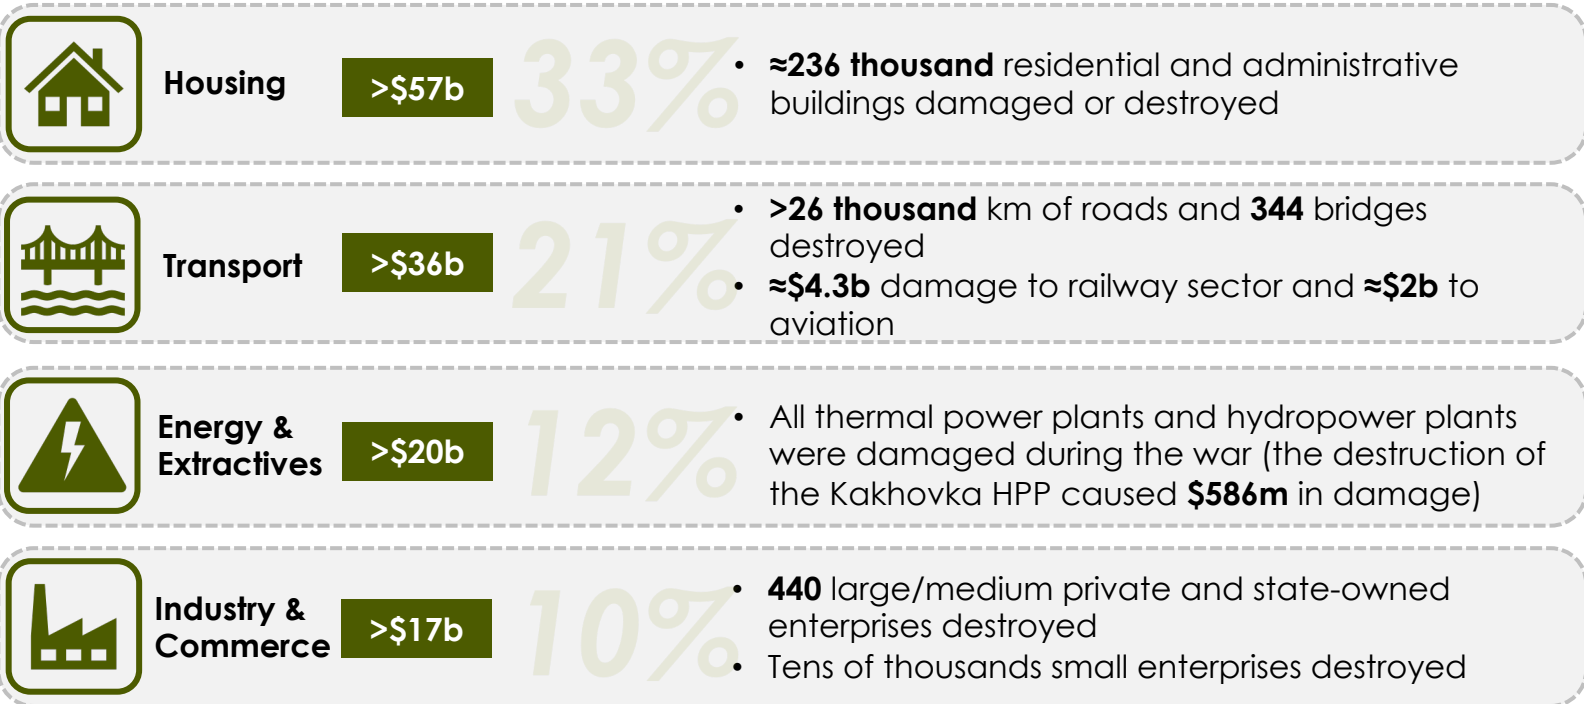 Housing
>$57b
33%
• ≈236 thousand residential and administrative
buildings damaged or destroyed
Transport
>$36b
21%
• >26 thousand km of roads and 344 bridges
destroyed
• ≈$4.3b damage to railway sector and ≈$2b to
aviation
Energy &
Extractives
>$20b
12%
• All thermal power plants and hydropower plants
were damaged during the war (the destruction of
the Kakhovka HPP caused $586m in damage)
Industry &
Commerce
>$17b
10%
• 440 large/medium private and state-owned
enterprises destroyed
• Tens of thousands small enterprises destroyed